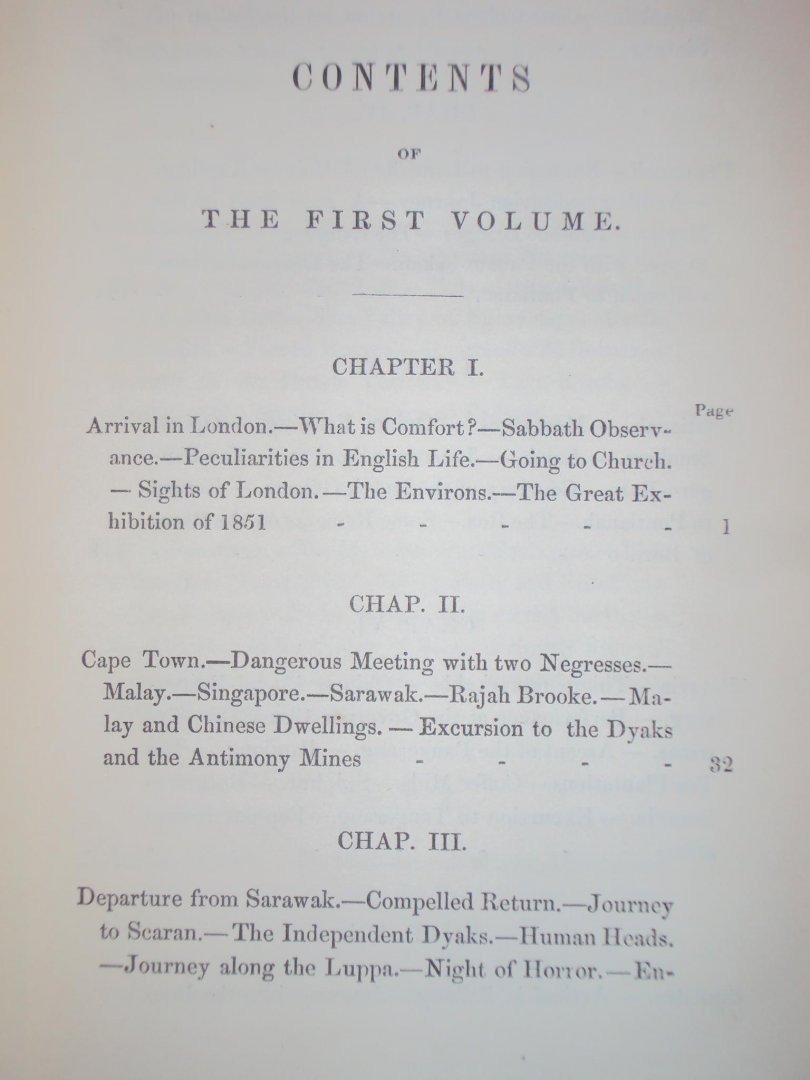 CONTENTS
OF
THE FIRST VOLUME.
CHAPTER I.
Page
Arrival in London.—What is Comfort?—Sabbath Observ-
ance.—Peculiarities in English Life.—Going to Church.
— Sights of London.—The Environs.—The Great Ex-
hibition of 1851 - - - - - 1
CHAP. II.
Cape Town.—Dangerous Meeting with two Negresses.—
Malay.—Singapore.—Sarawak.—Rajah Brooke.—Ma-
lay and Chinese Dwellings. — Excursion to the Dyaks
and the Antimony Mines - - - - 32
CHAP. III.
Departure from Sarawak.—Compelled Return.—Journey
to Scaran.—The Independent Dyaks.—Human Heads.
—Journey along the Luppa.—Night of Horror.—En-